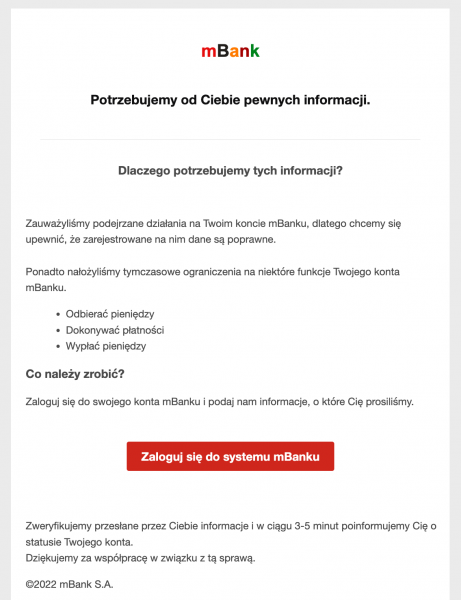 mBank
Potrzebujemy od Ciebie pewnych informacji.
Dlaczego potrzebujemy tych informacji?
Zauważyliśmy podejrzane działania na Twoim koncie mBanku, dlatego chcemy się
upewnić, że zarejestrowane na nim dane są poprawne.
Ponadto nałożyliśmy tymczasowe ograniczenia na niektóre funkcje Twojego konta
mBanku.
• Odbierać pieniędzy
• Dokonywać płatności
• Wypłać pieniędzy
Co należy zrobić?
Zaloguj się do swojego konta mBanku i podaj nam informacje, o które Cię prosiliśmy.
Zaloguj się do systemu mBanku
Zweryfikujemy przesłane przez Ciebie informacje i w ciągu 3-5 minut poinformujemy Cię o
statusie Twojego konta.
Dziękujemy za współpracę w związku z tą sprawą.
©2022 mBank S.A.